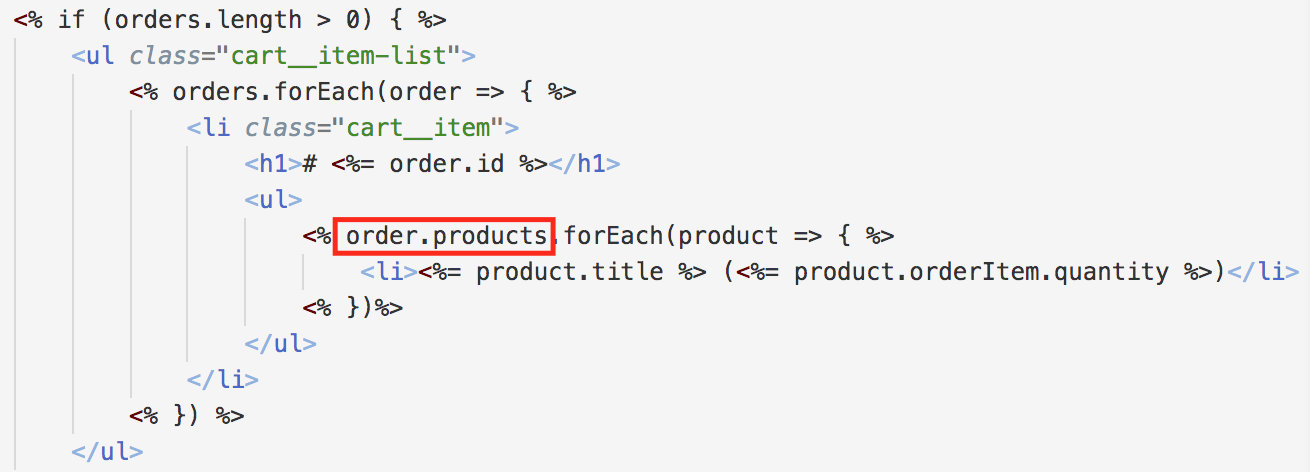 <% if (orders.length > 0) { %>
<ul class="cart__item-list">
<% orders.forEach(order => { %>
<li class="cart__item">
<h1># <%= order.id %></h1>
<ul>
<% order.products.forEach(product => { %>
<li><%= product.title %> (<%= product.orderItem.quantity %>)</li>
<% })%>
</ul>
</li>
<% }) %>
</ul>